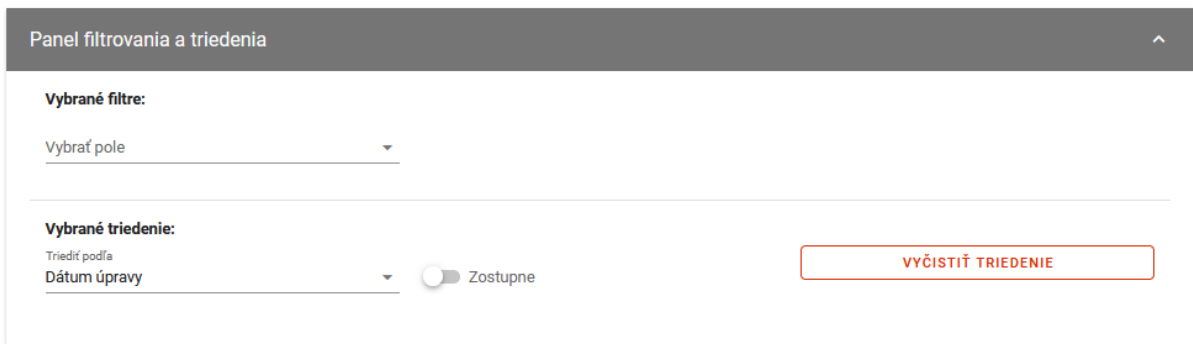 Panel filtrovania a triedenia
Vybrané filtre:
Vybrať pole
Vybrané triedenie:
Triediť podľa
Dátum úpravy
Zostupne
VYČISTIŤ TRIEDENIE